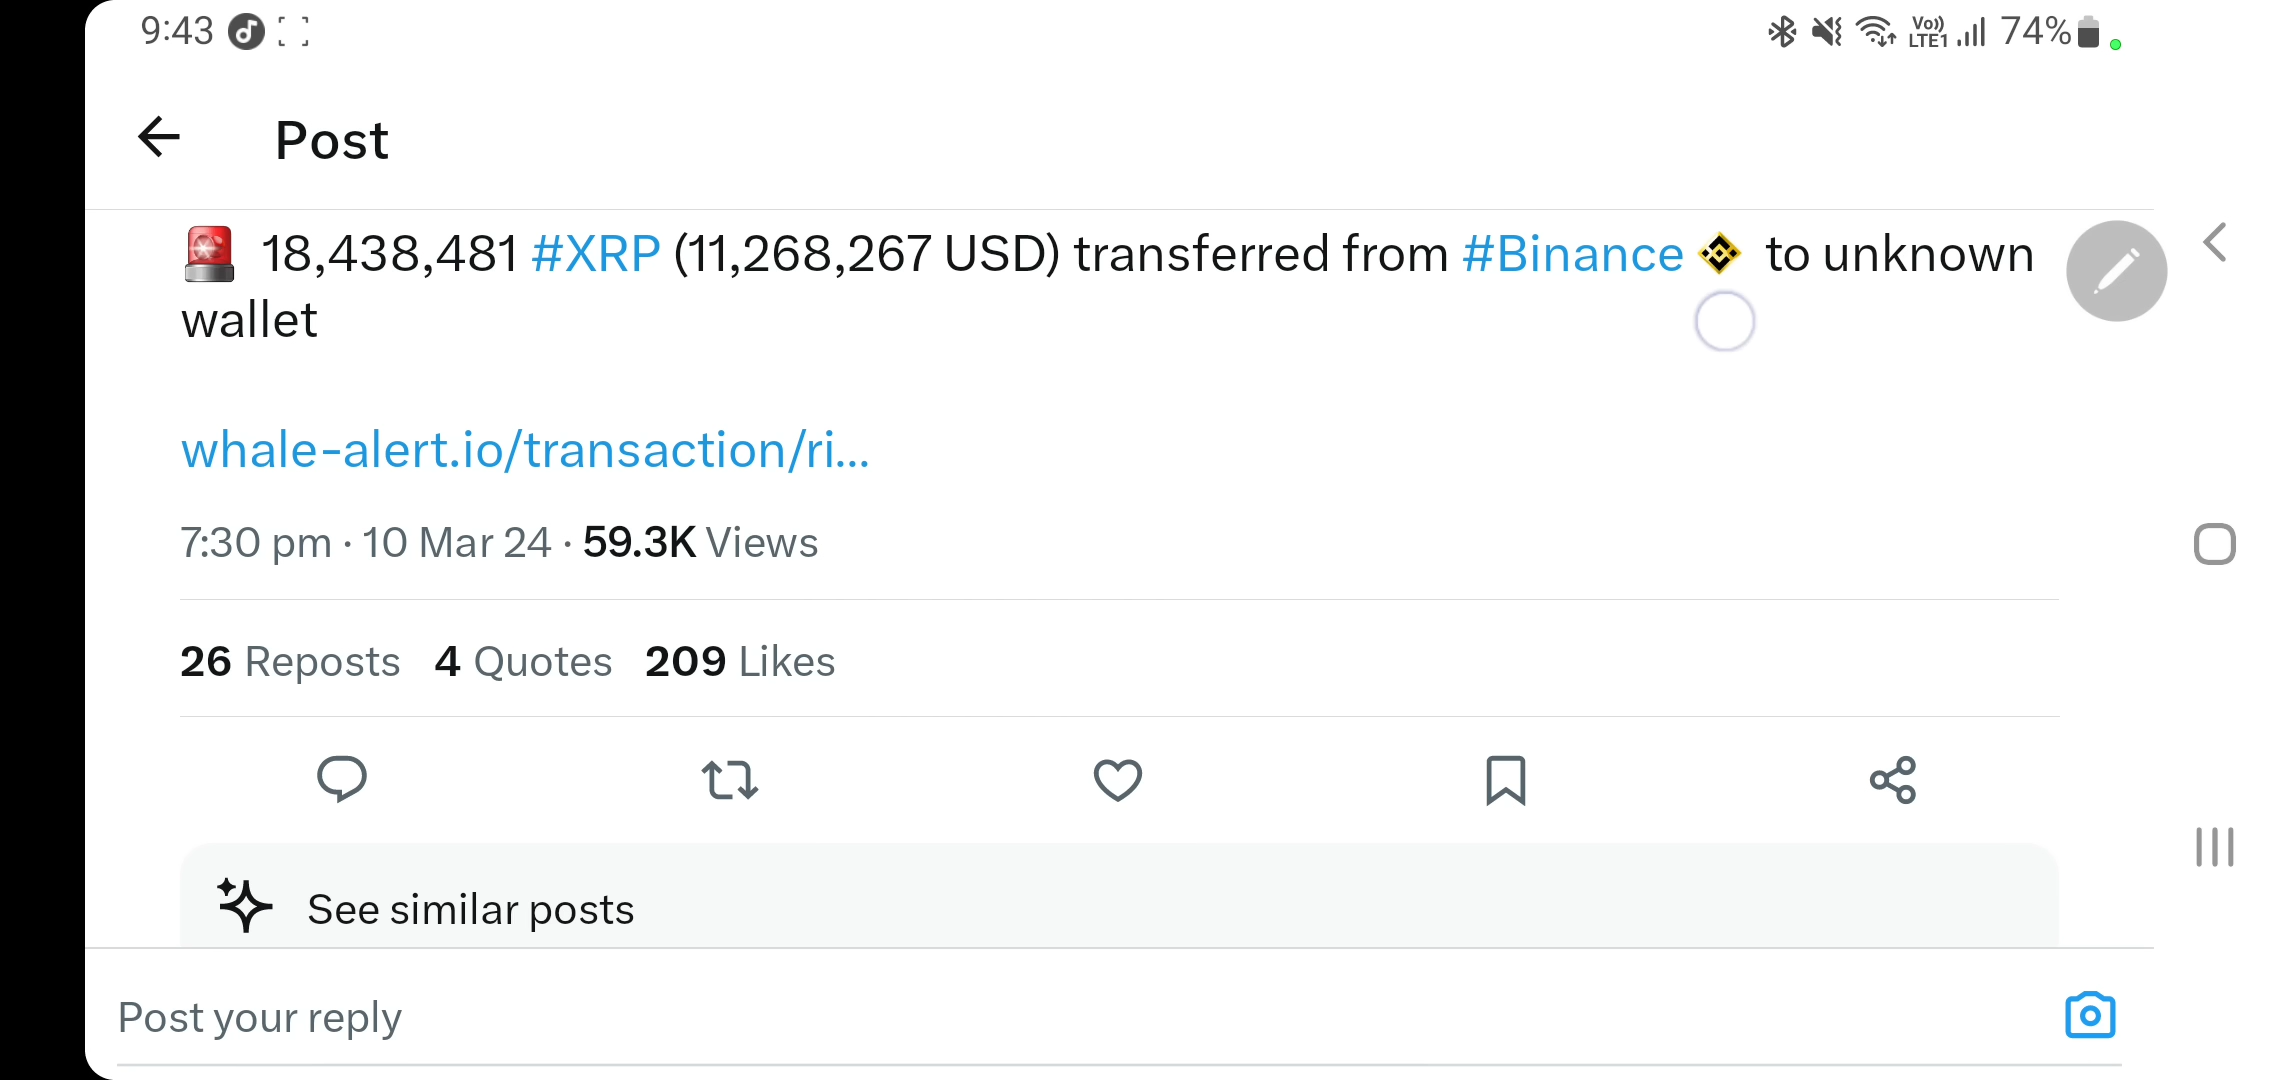 9:43 Vo)) LTE1 74%
Post
18,438,481 #XRP (11,268,267 USD) transferred from #Binance to unknown
wallet
whale-alert.io/transaction/ri...
7:30 pm · 10 Mar 24 · 59.3K Views
26 Reposts 4 Quotes 209 Likes
See similar posts
Post your reply